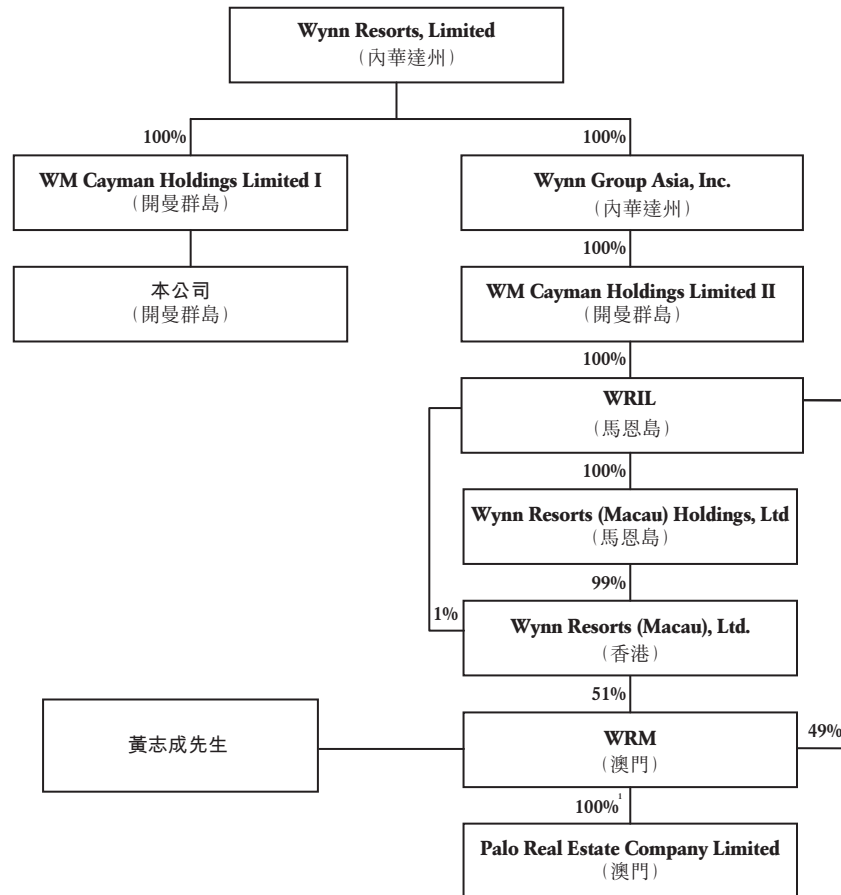 Wynn Resorts, Limited
（內華達州）
100%
100%
WM Cayman Holdings Limited I
（開曼群島）
Wynn Group Asia, Inc.
（內華達州）
100%
本公司
（開曼群島）
WM Cayman Holdings Limited II
（開曼群島）
100%
WRIL
（馬恩島）
100%
Wynn Resorts (Macau) Holdings, Ltd
（馬恩島）
99%
1%
Wynn Resorts (Macau), Ltd.
（香港）
51%
黃志成先生
WRM
（澳門）
49%
100%¹
Palo Real Estate Company Limited
（澳門）